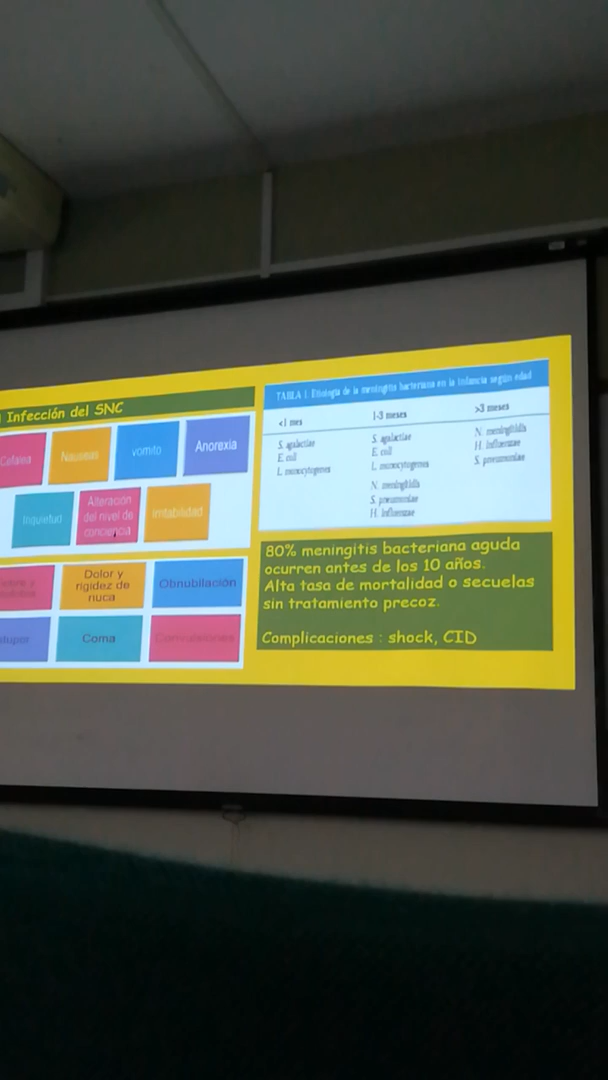 Infección del SNC
Cefalea
Nauseas
vomito
Anorexia
Inquietud
Alteración
del nivel de
conciencia
Irritabilidad
Dolor y
rigidez de
nuca
Obnubilación
Coma
Convulsiones
TABLA 1. Etiología de la meningitis bacteriana en la infancia según edad
<1 mes
1-3 meses
>3 meses
S. agalactiae
E. coli
L. monocytogenes
S. agalactiae
E. coli
L. monocytogenes
N. meningitidis
S. pneumoniae
H. influenzae
N. meningitidis
H. influenzae
S. pneumoniae
80% meningitis bacteriana aguda
ocurren antes de los 10 años.
Alta tasa de mortalidad o secuelas
sin tratamiento precoz.
Complicaciones : shock, CID